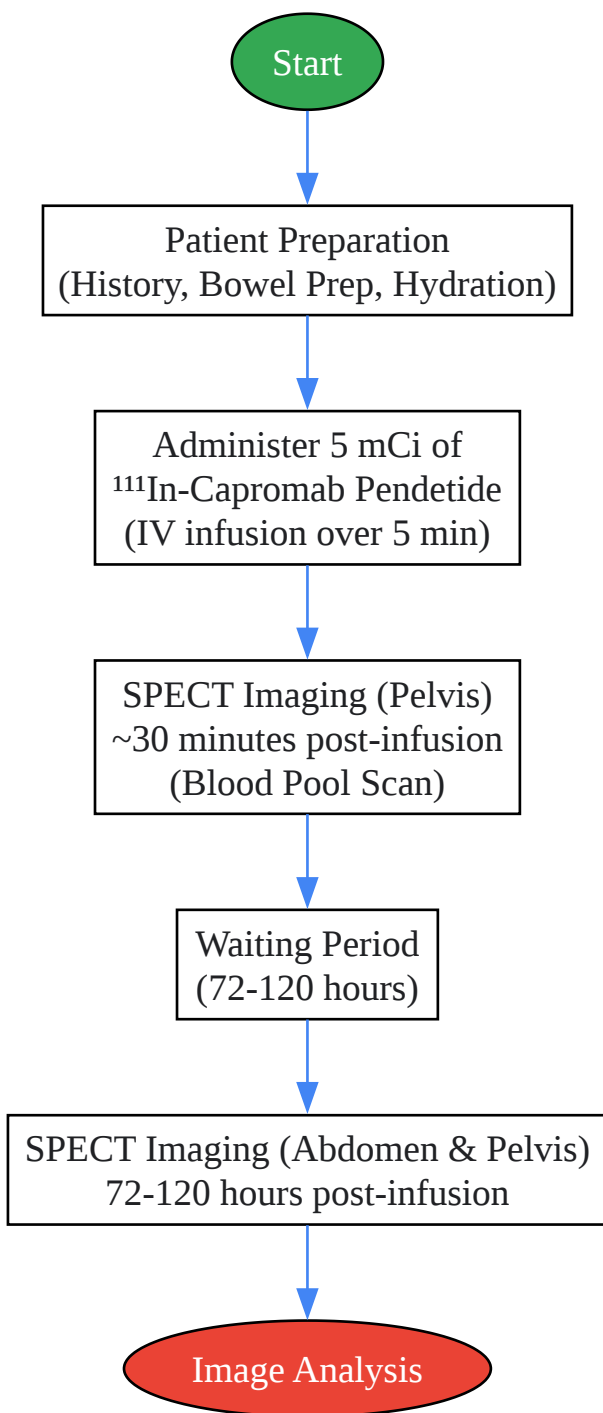 Start
Patient Preparation
(History, Bowel Prep, Hydration)
Administer 5 mCi of
¹¹¹In-Capromab Pendetide
(IV infusion over 5 min)
SPECT Imaging (Pelvis)
~30 minutes post-infusion
(Blood Pool Scan)
Waiting Period
(72-120 hours)
SPECT Imaging (Abdomen & Pelvis)
72-120 hours post-infusion
Image Analysis